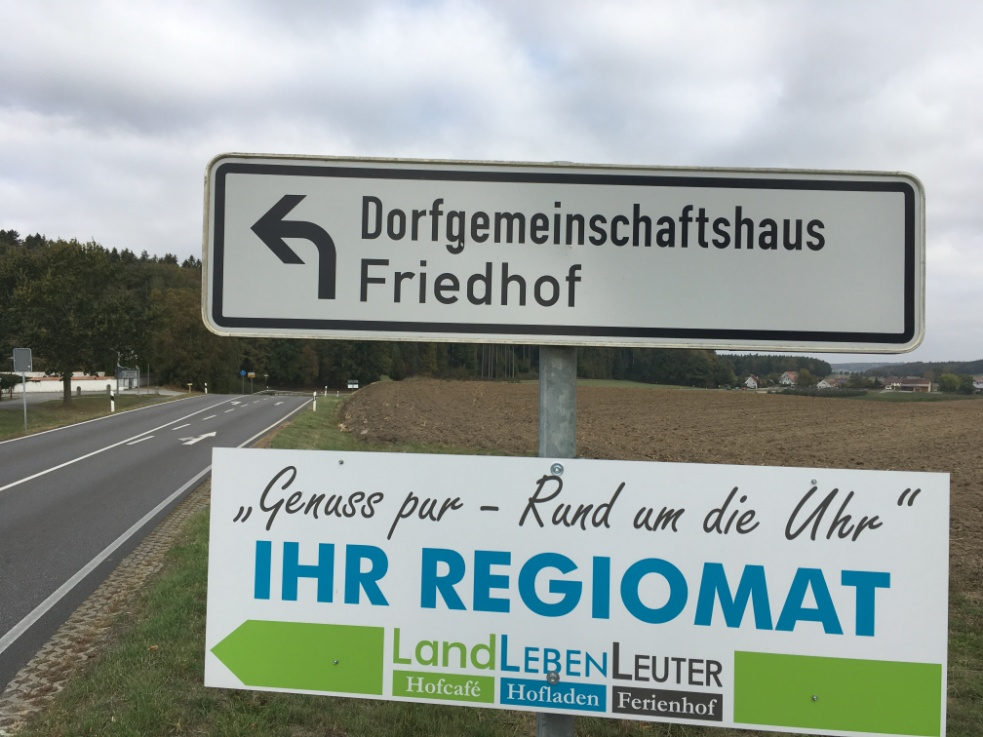 Dorfgemeinschaftshaus
Friedhof
„Genuss pur - Rund um die Uhr“
IHR REGIOMAT
LandLEBENLEUTER
Hofcafé Hofladen Ferienhof